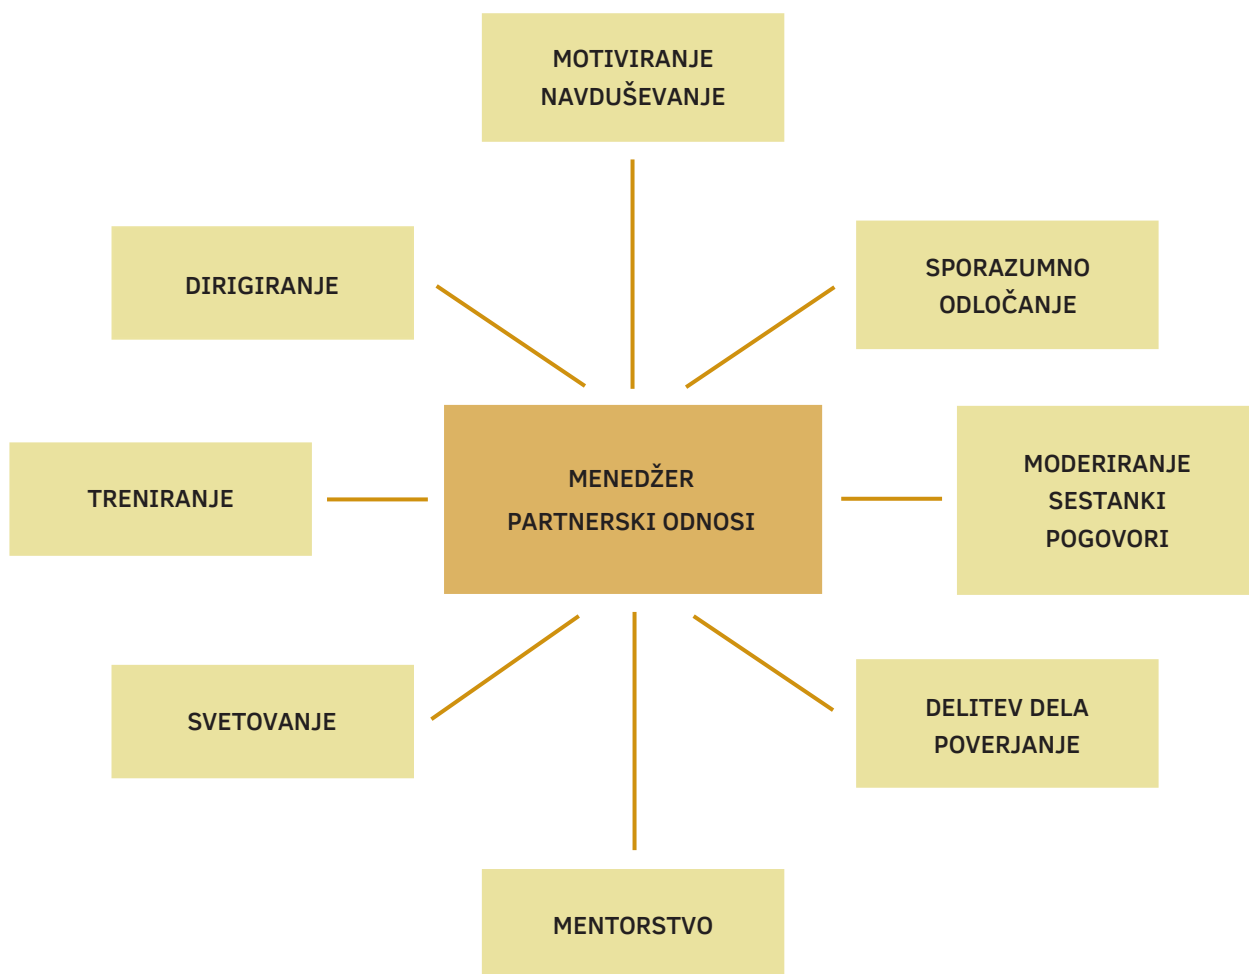 MOTIVIRANJE
NAVDUŠEVANJE
DIRIGIRANJE
SPORAZUMNO
ODLOČANJE
TRENIRANJE
MENEDŽER
PARTNERSKI ODNOSI
MODERIRANJE
SESTANKI
POGOVORI
SVETOVANJE
DELITEV DELA
POVERJANJE
MENTORSTVO